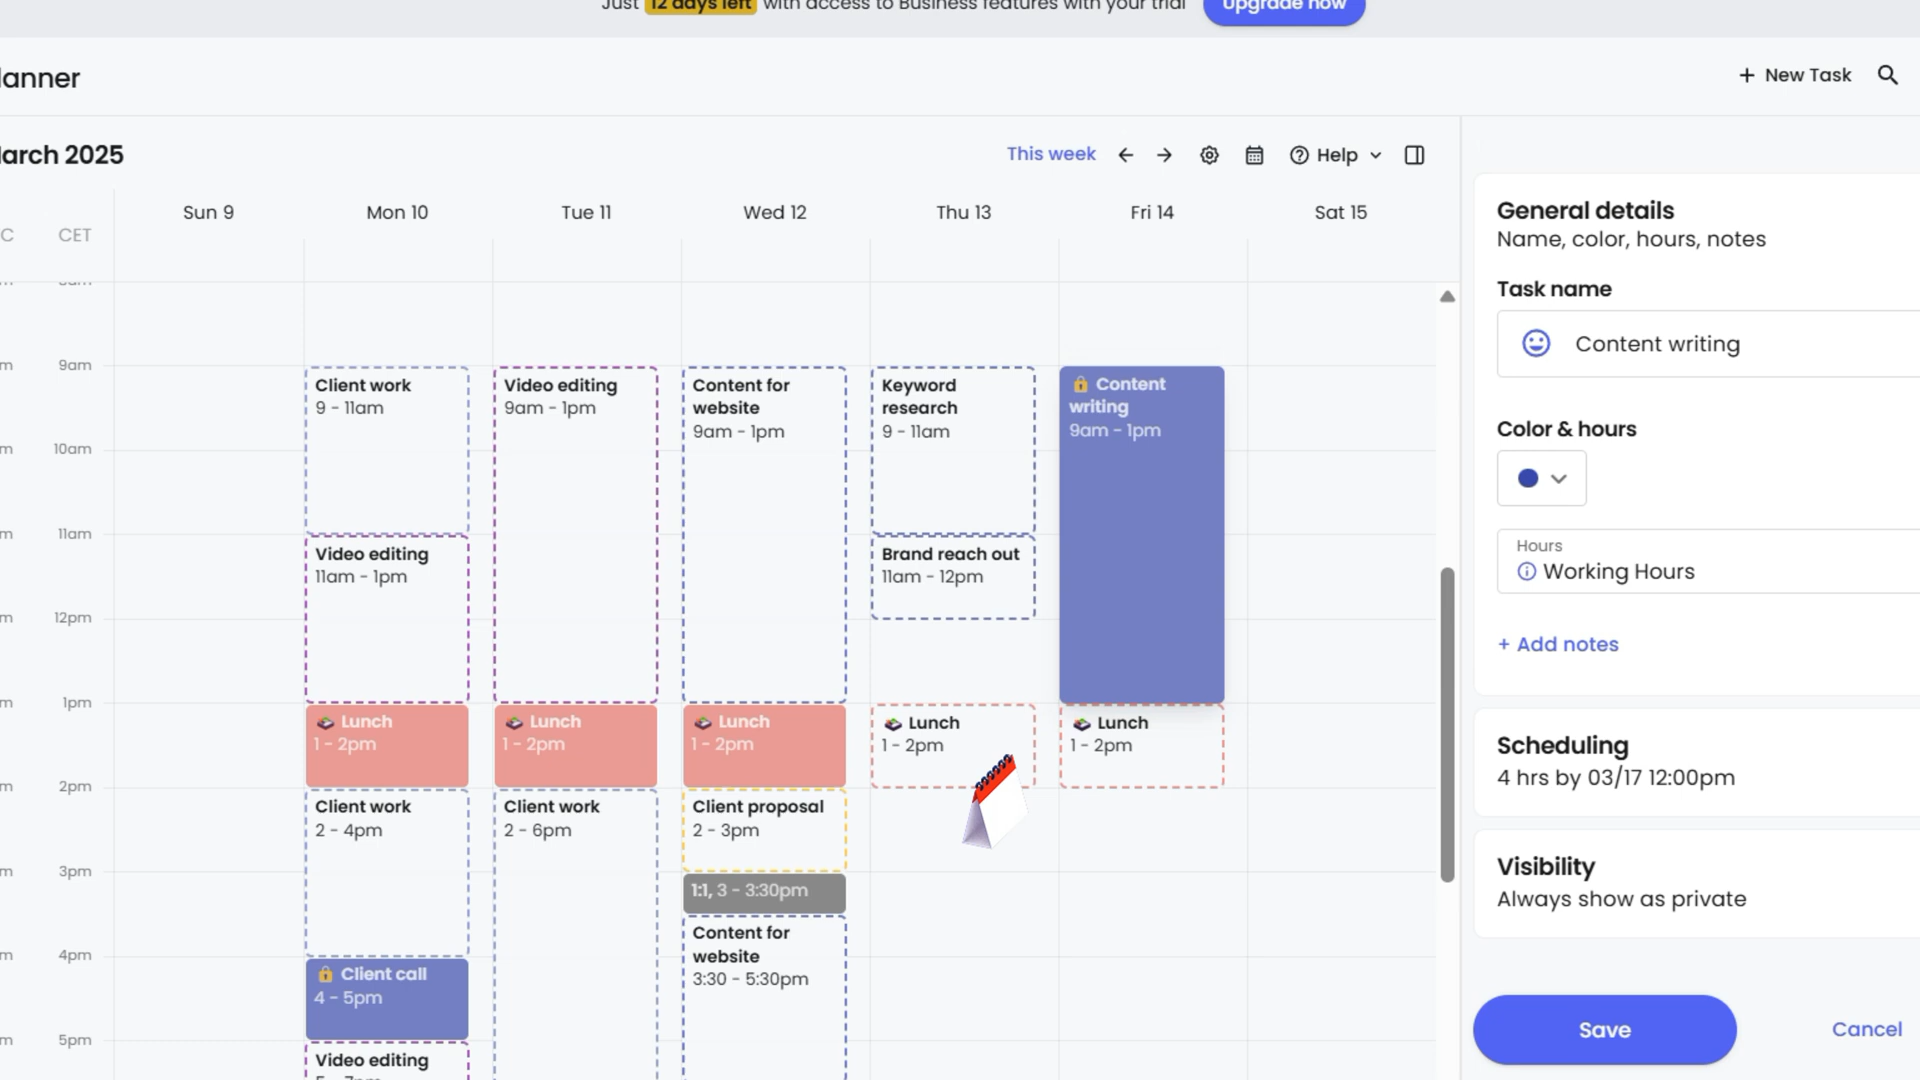 Just 12 days left with access to Business features with your trial Upgrade now
lanner
+ New Task
arch 2025
This week
Help
Sun 9
Mon 10
Tue 11
Wed 12
Thu 13
Fri 14
Sat 15
C CET
9am
10am
11am
12pm
1pm
2pm
3pm
4pm
5pm
Client work
9 - 11am
Video editing
11am - 1pm
Lunch
1 - 2pm
Client work
2 - 4pm
Client call
4 - 5pm
Video editing
Video editing
9am - 1pm
Lunch
1 - 2pm
Client work
2 - 6pm
Content for
website
9am - 1pm
Lunch
1 - 2pm
Client proposal
2 - 3pm
1:1, 3 - 3:30pm
Content for
website
3:30 - 5:30pm
Keyword
research
9 - 11am
Brand reach out
11am - 12pm
Lunch
1 - 2pm
Content
writing
9am - 1pm
Lunch
1 - 2pm
General details
Name, color, hours, notes
Task name
Content writing
Color & hours
Hours
Working Hours
+ Add notes
Scheduling
4 hrs by 03/17 12:00pm
Visibility
Always show as private
Save
Cancel